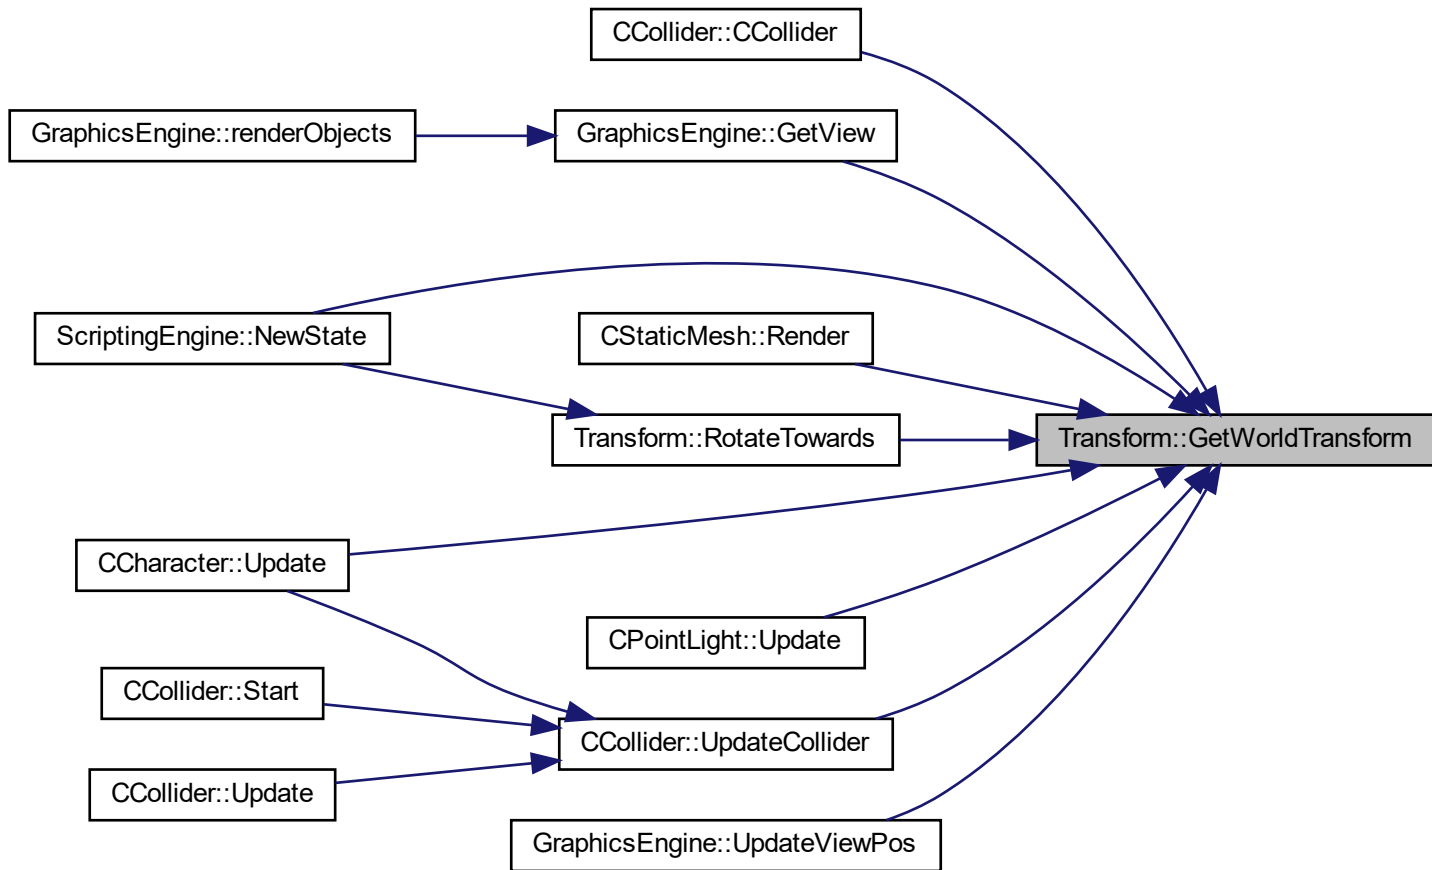 CCollider::CCollider
GraphicsEngine::renderObjects
GraphicsEngine::GetView
ScriptingEngine::NewState
CStaticMesh::Render
Transform::RotateTowards
Transform::GetWorldTransform
CCharacter::Update
CPointLight::Update
CCollider::Start
CCollider::UpdateCollider
CCollider::Update
GraphicsEngine::UpdateViewPos